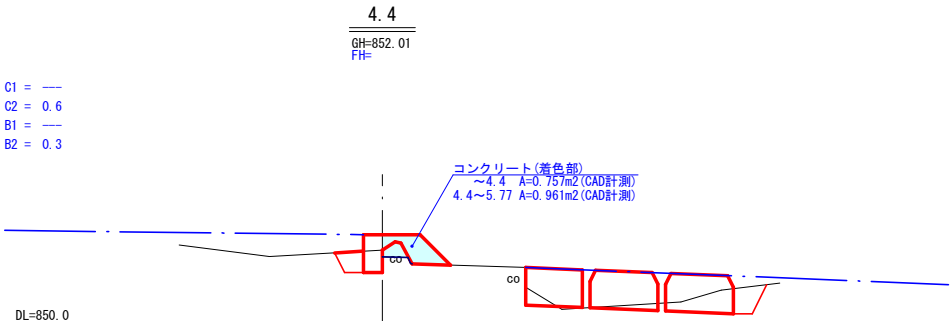 4.4
GH=852.01
FH=
C1 = ---
C2 = 0.6
B1 = ---
B2 = 0.3
コンクリート(着色部)
～4.4 A=0.757m2(CAD計測)
4.4～5.77 A=0.961m2(CAD計測)
CO
CO
DL=850.0